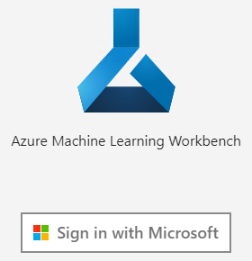 Azure Machine Learning Workbench
Sign in with Microsoft